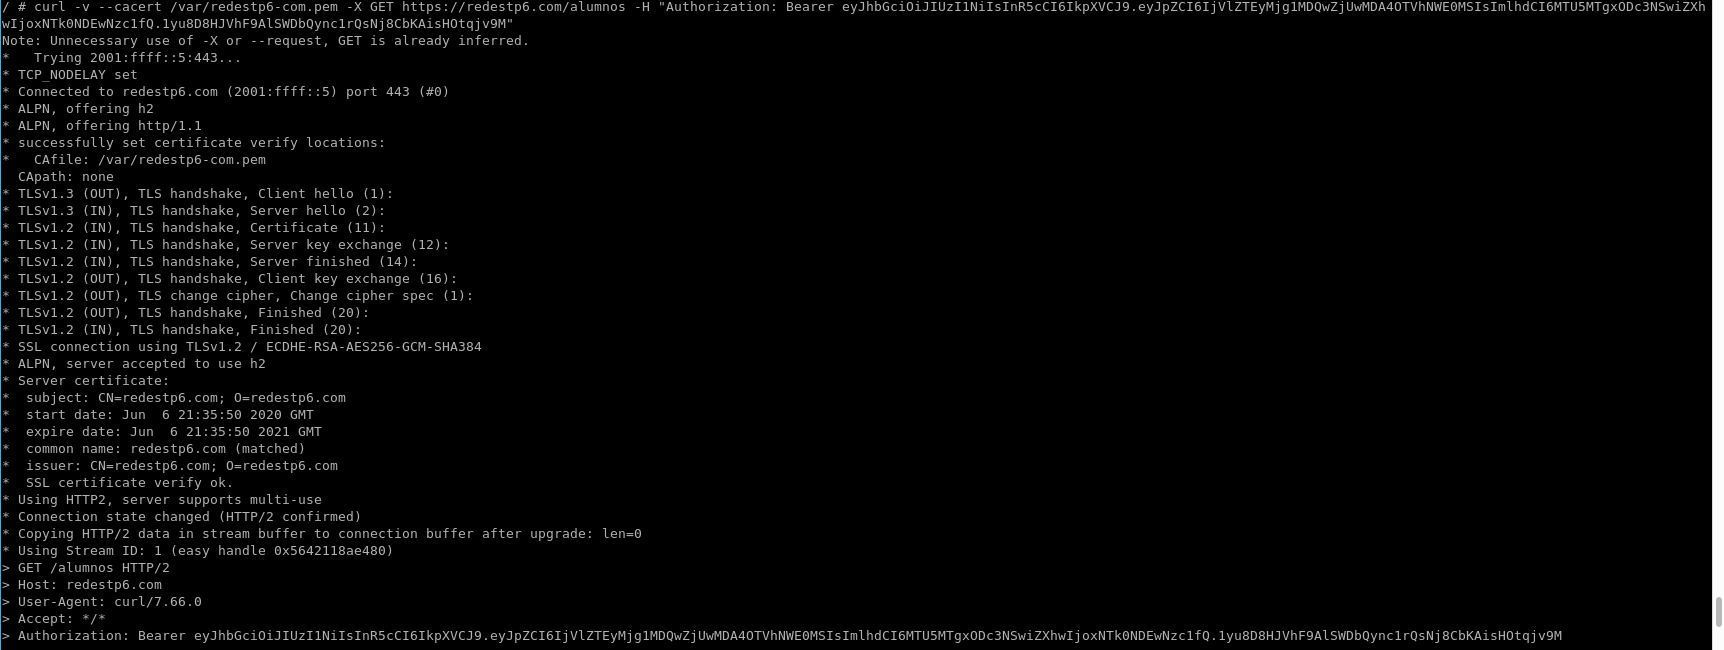 / # curl -v --cacert /var/redestp6-com.pem -X GET https://redestp6.com/alumnos -H "Authorization: Bearer eyJhbGciOiJIUzI1NiIsInR5cCI6IkpXVCJ9.eyJpZCI6IjVlZTEyMjg1MDQwZjUwMDA4OTVhNWE0MSIsImlhdCI6MTU5MTgxODc3NSwiZXh
wIjoxNTk0NDEwNzc1fQ.1yu8D8HJVhF9AlSWDbQync1rQsNj8CbKAisHOtqjv9M"
Note: Unnecessary use of -X or --request, GET is already inferred.
*   Trying 2001:ffff::5:443...
* TCP_NODELAY set
* Connected to redestp6.com (2001:ffff::5) port 443 (#0)
* ALPN, offering h2
* ALPN, offering http/1.1
* successfully set certificate verify locations:
*   CAfile: /var/redestp6-com.pem
  CApath: none
* TLSv1.3 (OUT), TLS handshake, Client hello (1):
* TLSv1.3 (IN), TLS handshake, Server hello (2):
* TLSv1.2 (IN), TLS handshake, Certificate (11):
* TLSv1.2 (IN), TLS handshake, Server key exchange (12):
* TLSv1.2 (IN), TLS handshake, Server finished (14):
* TLSv1.2 (OUT), TLS handshake, Client key exchange (16):
* TLSv1.2 (OUT), TLS change cipher, Change cipher spec (1):
* TLSv1.2 (OUT), TLS handshake, Finished (20):
* TLSv1.2 (IN), TLS handshake, Finished (20):
* SSL connection using TLSv1.2 / ECDHE-RSA-AES256-GCM-SHA384
* ALPN, server accepted to use h2
* Server certificate:
*  subject: CN=redestp6.com; O=redestp6.com
*  start date: Jun  6 21:35:50 2020 GMT
*  expire date: Jun  6 21:35:50 2021 GMT
*  common name: redestp6.com (matched)
*  issuer: CN=redestp6.com; O=redestp6.com
*  SSL certificate verify ok.
* Using HTTP2, server supports multi-use
* Connection state changed (HTTP/2 confirmed)
* Copying HTTP/2 data in stream buffer to connection buffer after upgrade: len=0
* Using Stream ID: 1 (easy handle 0x5642118ae480)
> GET /alumnos HTTP/2
> Host: redestp6.com
> User-Agent: curl/7.66.0
> Accept: */*
> Authorization: Bearer eyJhbGciOiJIUzI1NiIsInR5cCI6IkpXVCJ9.eyJpZCI6IjVlZTEyMjg1MDQwZjUwMDA4OTVhNWE0MSIsImlhdCI6MTU5MTgxODc3NSwiZXhwIjoxNTk0NDEwNzc1fQ.1yu8D8HJVhF9AlSWDbQync1rQsNj8CbKAisHOtqjv9M